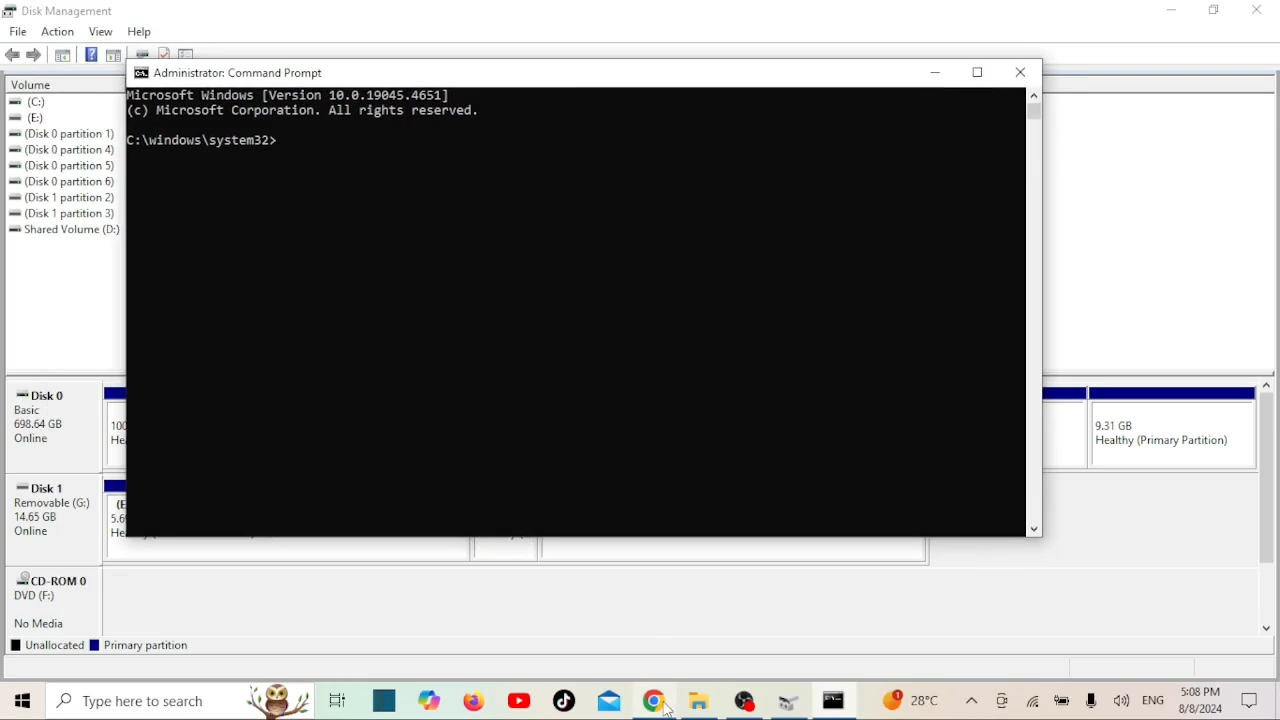 Disk Management
File Action View Help
Volume
(C:)
(E:)
(Disk 0 partition 1)
(Disk 0 partition 4)
(Disk 0 partition 5)
(Disk 0 partition 6)
(Disk 1 partition 2)
(Disk 1 partition 3)
Shared Volume (D:)
Administrator: Command Prompt
Microsoft Windows [Version 10.0.19045.4651]
(c) Microsoft Corporation. All rights reserved.
C:\windows\system32>
Disk 0
Basic
698.64 GB
Online
100
He
9.31 GB
Healthy (Primary Partition)
Disk 1
Removable (G:)
14.65 GB
Online
(E
5.6
He
CD-ROM 0
DVD (F:)
No Media
Unallocated Primary partition
Type here to search
28°C
ENG
5:08 PM
8/8/2024